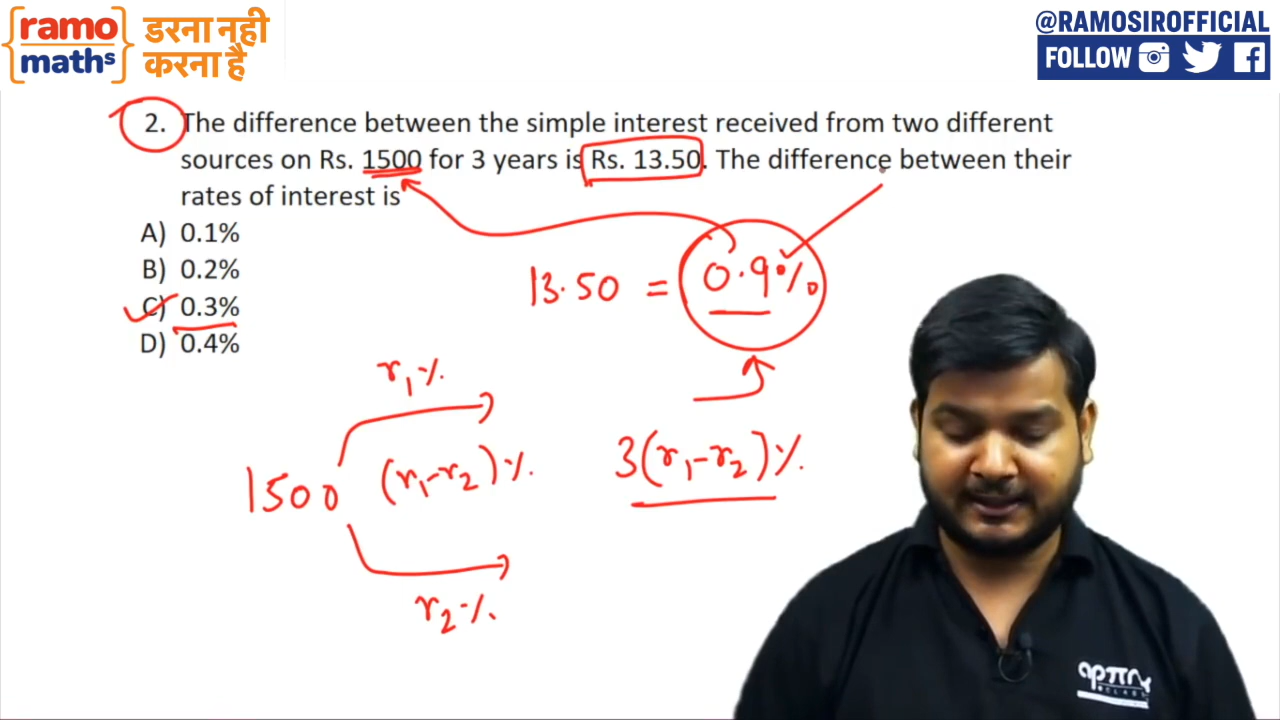 ramo
maths
डरना नही
करना है
@RAMOSIROFFICIAL
FOLLOW
2. The difference between the simple interest received from two different
sources on Rs. 1500 for 3 years is Rs. 13.50. The difference between their
rates of interest is
A) 0.1%
B) 0.2%
C) 0.3%
D) 0.4%
13.50 = 0.9%
r₁%
1500 (r₁-r₂)% 3(r₁-r₂)%
r₂%
apπ
CLASS